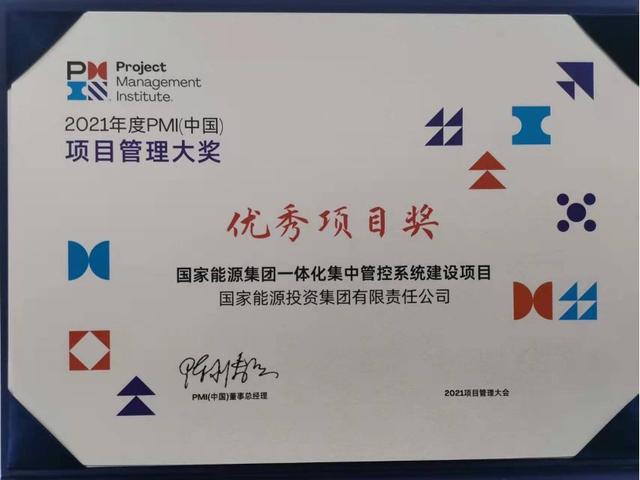 Project
Management
Institute.
2021年度PMI(中国)
项目管理大奖
优秀项目奖
国家能源集团一体化集中管控系统建设项目
国家能源投资集团有限责任公司
PMI(中国)董事总经理
2021项目管理大会